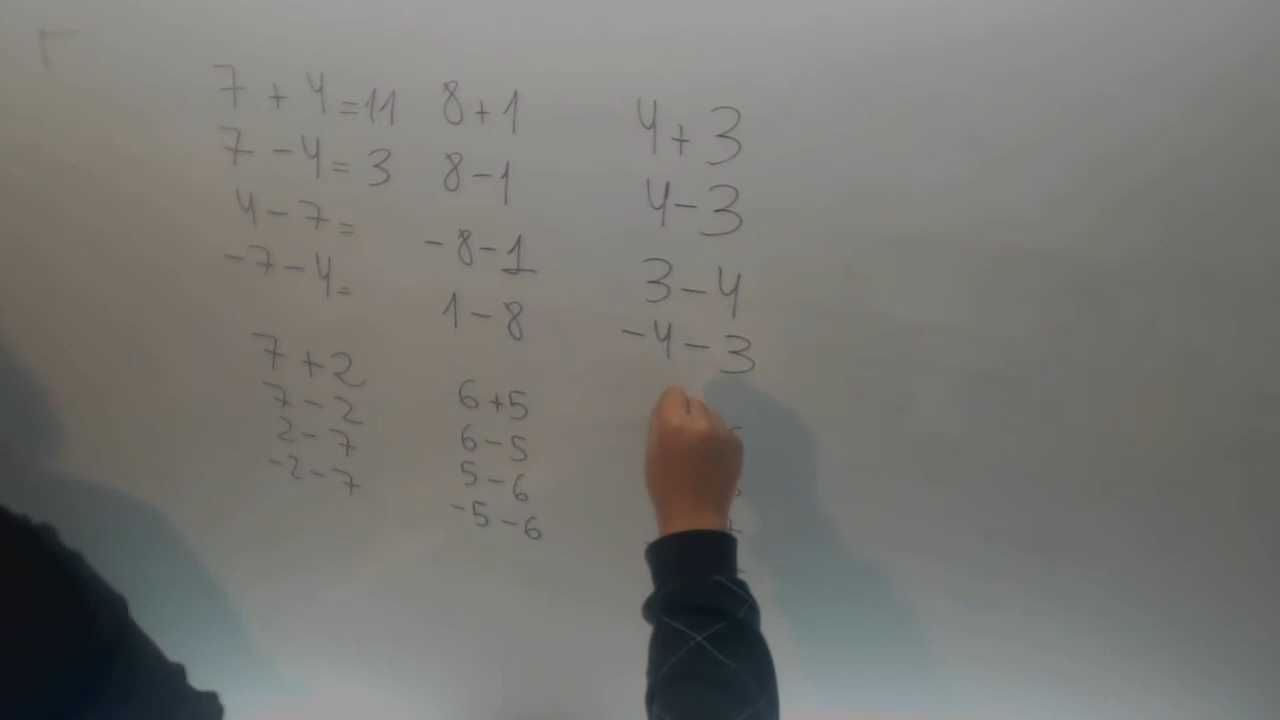 7 + 4 = 11
7 - 4 = 3
4 - 7 =
-7 - 4 =
7 + 2
7 - 2
2 - 7
-2 - 7
8 + 1
8 - 1
-8 - 1
1 - 8
6 + 5
6 - 5
5 - 6
-5 - 6
4 + 3
4 - 3
3 - 4
-4 - 3